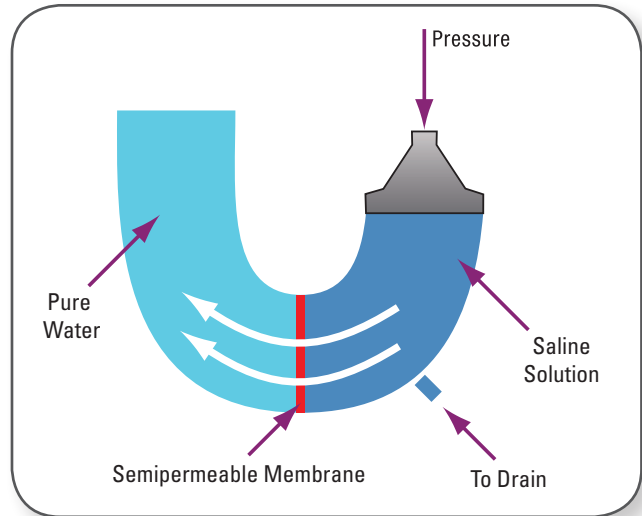 Pressure
Pure
Water
Saline
Solution
Semipermeable Membrane
To Drain